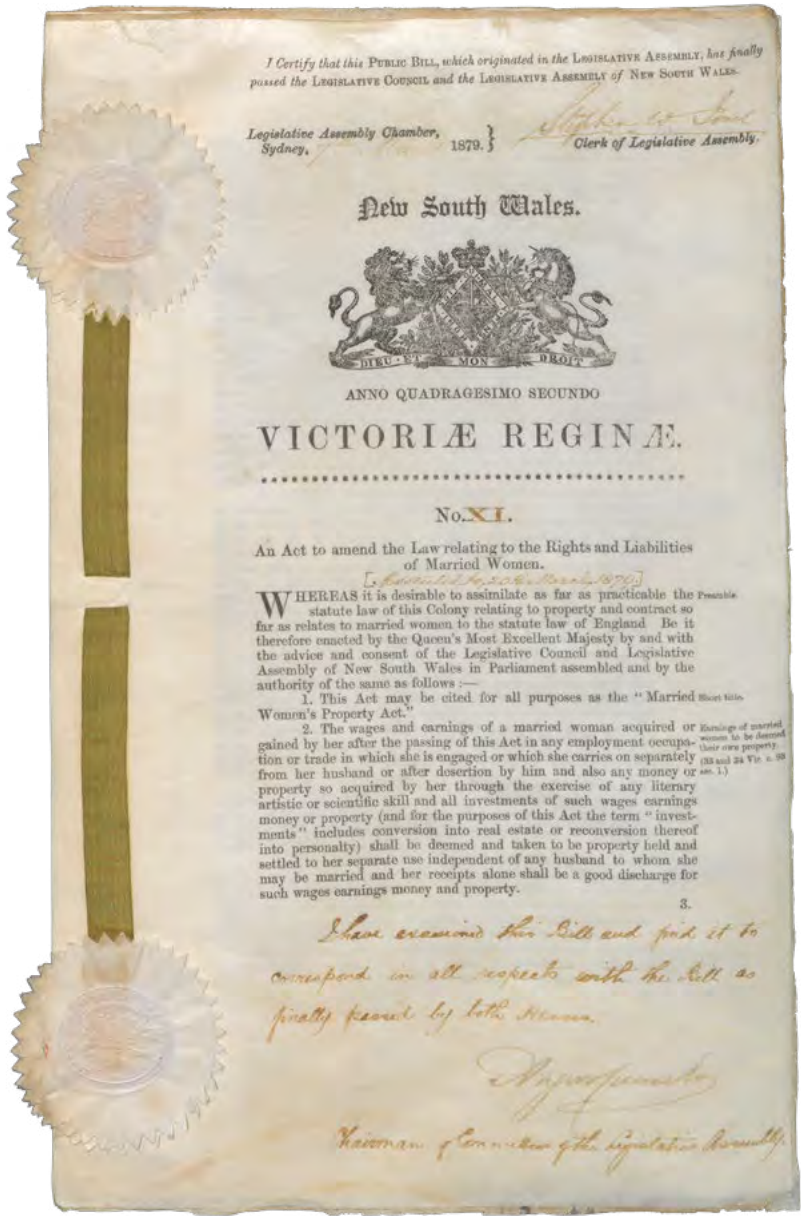 I Certify that this PUBLIC BILL, which originated in the LEGISLATIVE ASSEMBLY, has finally
passed the LEGISLATIVE COUNCIL and the LEGISLATIVE ASSEMBLY of NEW SOUTH WALES.
Legislative Assembly Chamber,
Sydney, 1879.
Stephen W Jones
Clerk of Legislative Assembly.
New South Wales.
DIEU · ET MON DROIT
ANNO QUADRAGESIMO SECUNDO
VICTORIÆ REGINÆ.
No. XI.
An Act to amend the Law relating to the Rights and Liabilities
of Married Women.
[Assented to, 20th March, 1879.]
WHEREAS it is desirable to assimilate as far as practicable the Preamble.
statute law of this Colony relating to property and contract so
far as relates to married women to the statute law of England Be it
therefore enacted by the Queen's Most Excellent Majesty by and with
the advice and consent of the Legislative Council and Legislative
Assembly of New South Wales in Parliament assembled and by the
authority of the same as follows :—
1. This Act may be cited for all purposes as the “ Married Short title.
Women's Property Act.”
2. The wages and earnings of a married woman acquired or
gained by her after the passing of this Act in any employment occupa-
tion or trade in which she is engaged or which she carries on separately
from her husband or after desertion by him and also any money or
property so acquired by her through the exercise of any literary
artistic or scientific skill and all investments of such wages earnings
money or property (and for the purposes of this Act the term “ invest-
ments ” includes conversion into real estate or reconversion thereof
into personalty) shall be deemed and taken to be property held and
settled to her separate use independent of any husband to whom she
may be married and her receipts alone shall be a good discharge for
such wages earnings money and property.
Earnings of married
women to be deemed
their own property.
(33 and 34 Vic. c. 93
sec. 1.)
3.
I have examined this Bill and find it to
correspond in all respects with the Bill as
finally passed by both Houses.
Chairman of Committees of the Legislative Assembly.